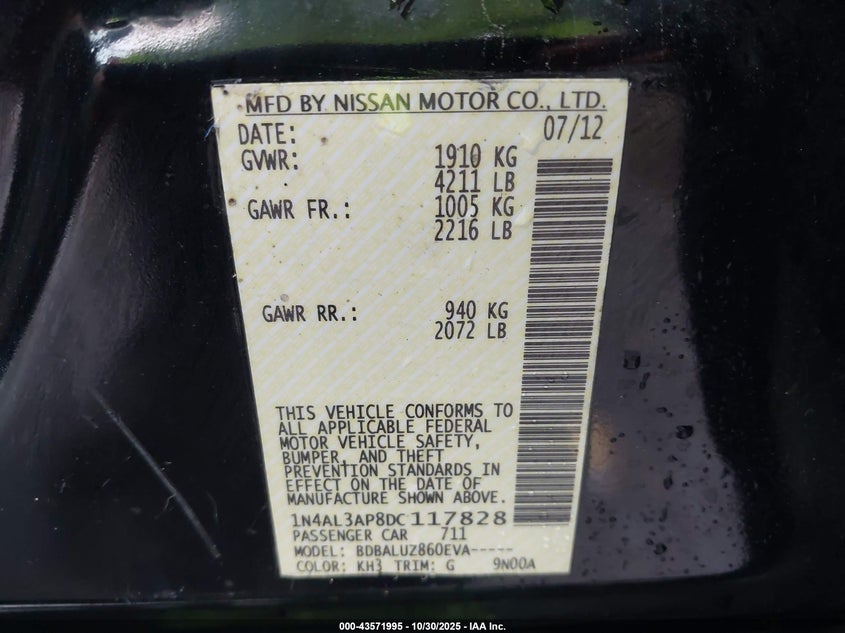 MFD BY NISSAN MOTOR CO., LTD.
DATE: 07/12
GVWR: 1910 KG
4211 LB
GAWR FR.: 1005 KG
2216 LB
GAWR RR.: 940 KG
2072 LB
THIS VEHICLE CONFORMS TO
ALL APPLICABLE FEDERAL
MOTOR VEHICLE SAFETY,
BUMPER, AND THEFT
PREVENTION STANDARDS IN
EFFECT ON THE DATE OF
MANUFACTURE SHOWN ABOVE.
1N4AL3AP8DC117828
PASSENGER CAR 711
MODEL: BDBALUZ860EVA-----
COLOR: KH3 TRIM: G 9N00A
000-43571995 - 10/30/2025 - IAA Inc.